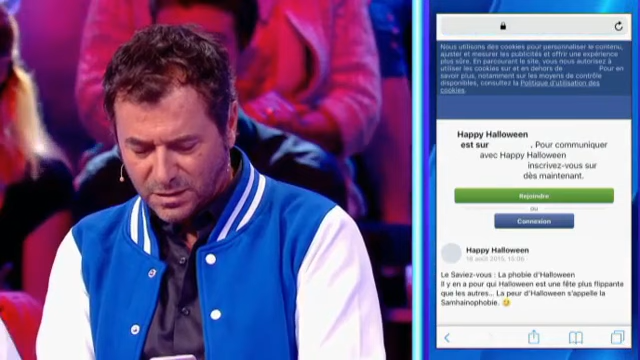 Nous utilisons des cookies pour personnaliser le contenu,
ajuster et mesurer les publicités et offrir une expérience
plus sûre. En parcourant le site, vous nous autorisez à
utiliser les cookies sur et en dehors de Pour en
savoir plus, notamment sur les moyens de contrôle
disponibles, consultez la Politique d'utilisation des
cookies.
Happy Halloween
est sur . Pour communiquer
avec Happy Halloween
inscrivez-vous sur
dès maintenant.
Rejoindre
ou
Connexion
Happy Halloween
16 août 2015, 16:06
Le Saviez-vous : La phobie d'Halloween
Il y en a pour qui Halloween est une fête plus flippante
que les autres... La peur d'Halloween s'appelle la
Samhainophobie.